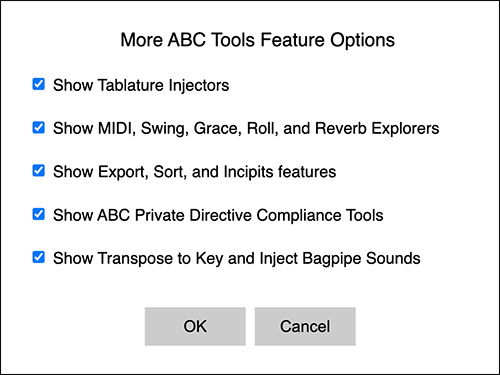 More ABC Tools Feature Options
Show Tablature Injectors
Show MIDI, Swing, Grace, Roll, and Reverb Explorers
Show Export, Sort, and Incipits features
Show ABC Private Directive Compliance Tools
Show Transpose to Key and Inject Bagpipe Sounds
OK Cancel